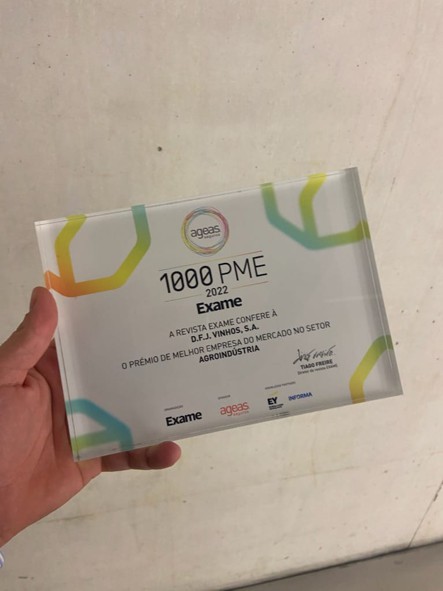 ageas
1000 PME
2022
Exame
A REVISTA EXAME CONFERE À
D.F.J. VINHOS, S.A.
O PRÉMIO DE MELHOR EMPRESA DO MERCADO NO SETOR
AGROINDÚSTRIA
TIAGO FREIRE
Exame
ageas
EY
INFORMA